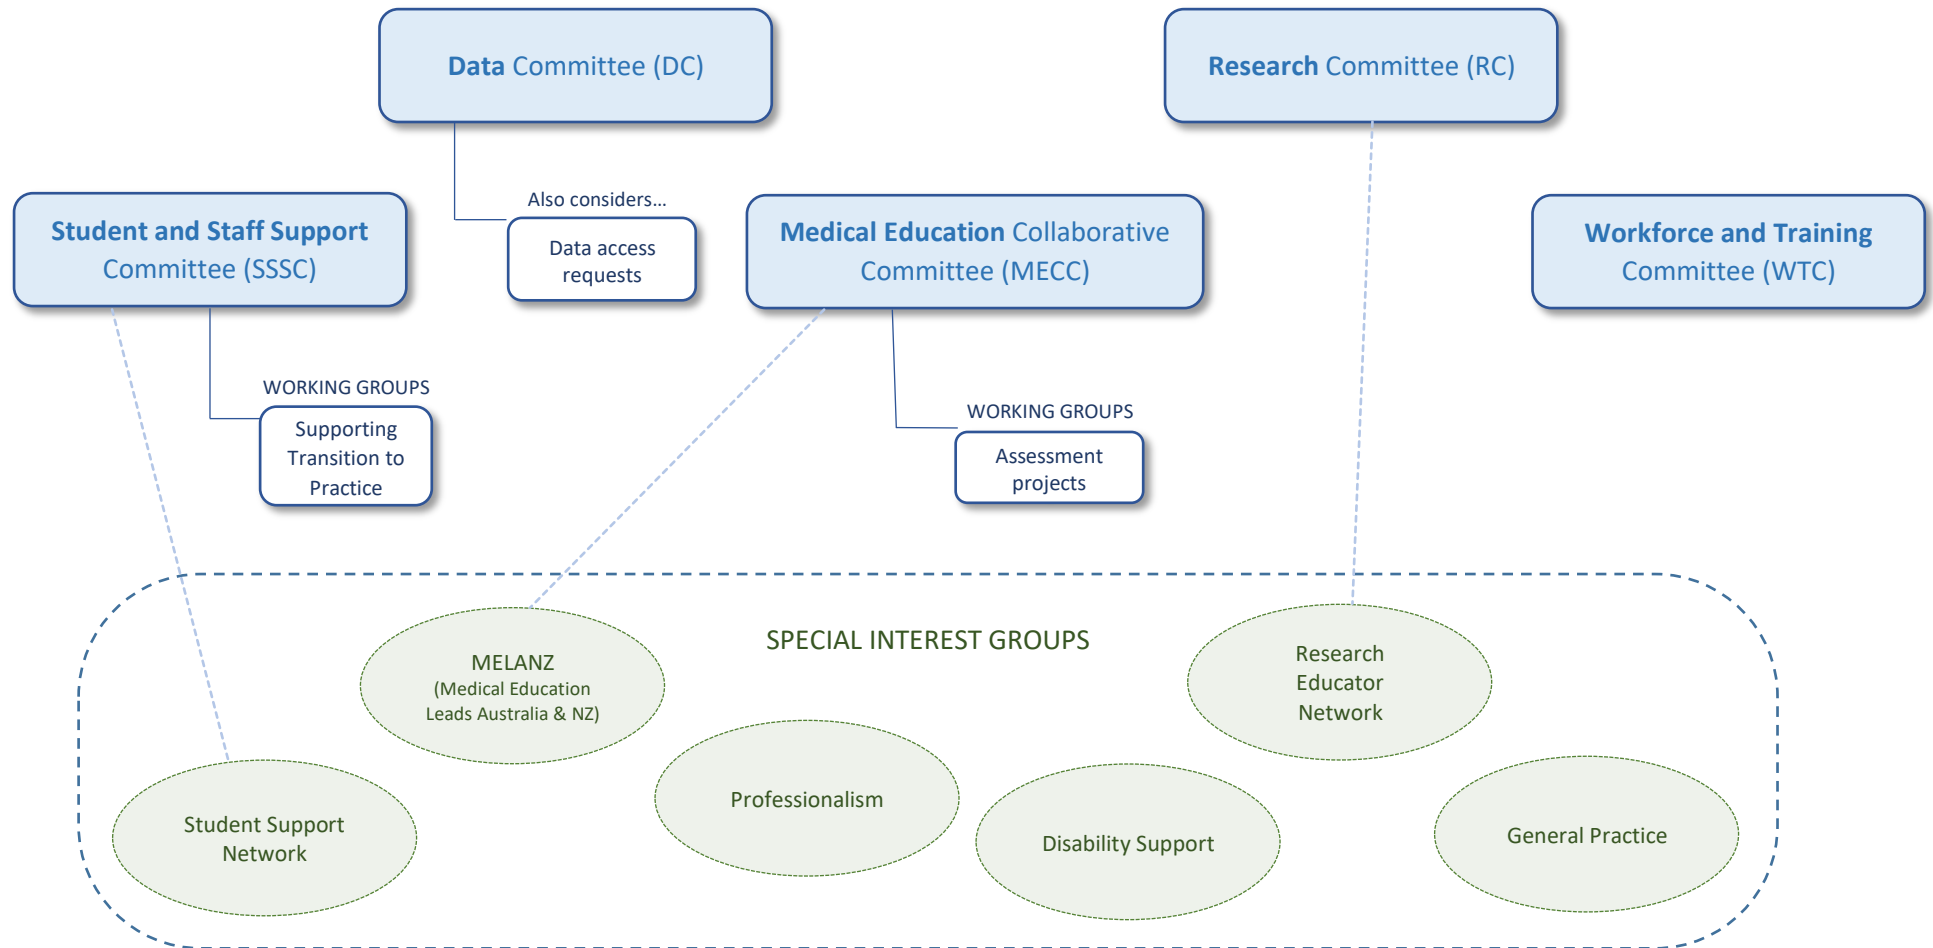 Data Committee (DC)
Research Committee (RC)
Student and Staff Support
Committee (SSSC)
Also considers...
Data access
requests
Medical Education Collaborative
Committee (MECC)
Workforce and Training
Committee (WTC)
WORKING GROUPS
Supporting
Transition to
Practice
WORKING GROUPS
Assessment
projects
SPECIAL INTEREST GROUPS
MELANZ
(Medical Education
Leads Australia & NZ)
Research
Educator
Network
Professionalism
Student Support
Network
Disability Support
General Practice